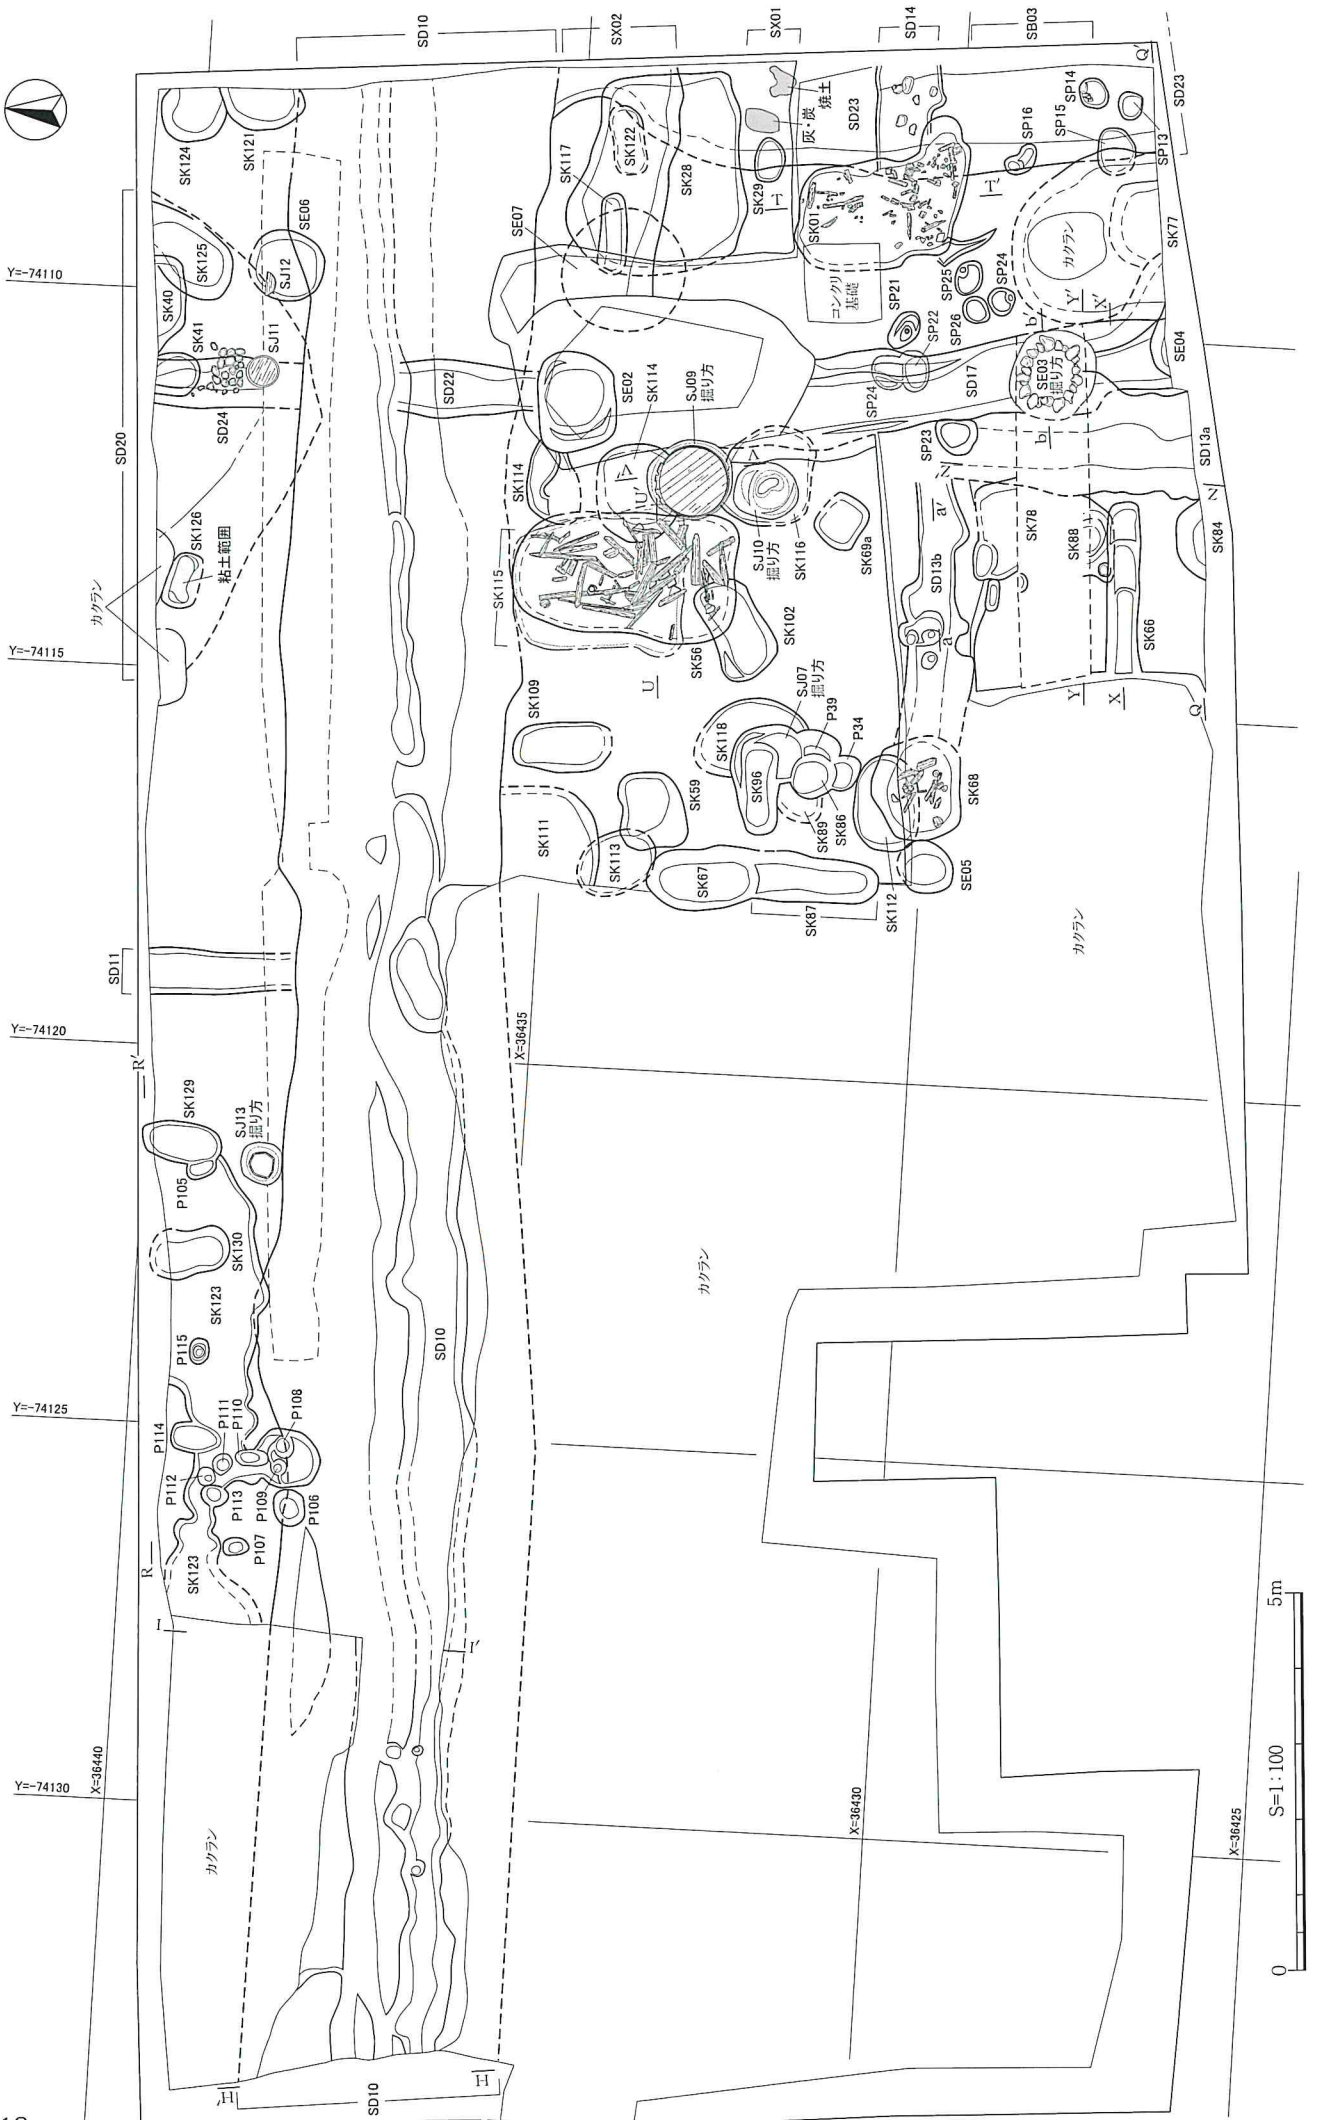 SD10
SX02
SX01
SD14
SB03
SK124
SK121
SK117
SK122
SK28
灰・炭
焼土
SD23
Q'
SP14
SD23
SP15
SP16
SP13
SK29
T
SK01
T'
Y=-74110
SK40
SK125
SJ12
SE06
SE07
コンクリ
基礎
カクラン
SK77
SP25
SP24
SP21
SP22
SP26
Y'
X'
b'
SK41
SJ11
SD24
SD22
SE02
SK114
SJ09
掘り方
SP24
SD17
SE03
掘り方
SE04
SD20
SK114
V'
U'
V
SP23
b
SD13a
Z'
Z
SK126
粘土範囲
カクラン
SK115
SJ10
掘り方
SK116
SK69a
a'
SD13b
SK78
SK88
SK84
Y=-74115
SK56
SK102
a
SK66
U
Y
X
Q
SK109
SK118
SJ07
掘り方
P39
P34
SK96
SK68
SK111
SK59
SK113
SK89
SK86
SK67
SK87
SK112
SE05
カクラン
SD11
Y=-74120
X=36435
R'
SK129
SJ13
掘り方
P105
SK130
SK123
カクラン
P115
SD10
Y=-74125
P114
P111
P110
P108
P112
P113
P109
P106
P107
R
SK123
I
I'
5m
S=1:100
0
Y=-74130
X=36440
カクラン
X=36430
X=36425
H'
H
SD10